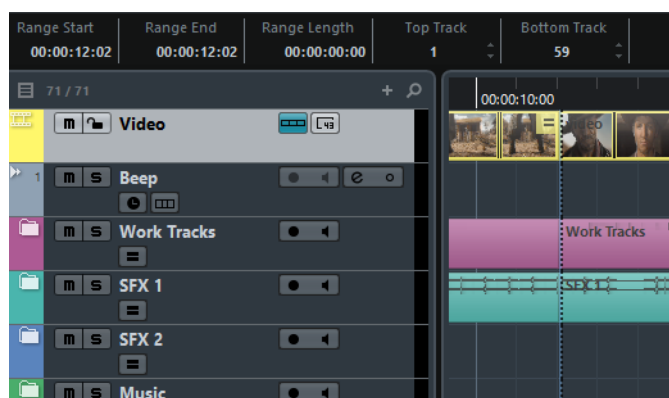 Range Start Range End Range Length Top Track Bottom Track
00:00:12:02 00:00:12:02 00:00:00:00 1 59
71 / 71
00:00:10:00
m Video 43 Video
1 m S Beep e
m S Work Tracks Work Tracks
m S SFX 1 SFX 1
m S SFX 2
m S Music